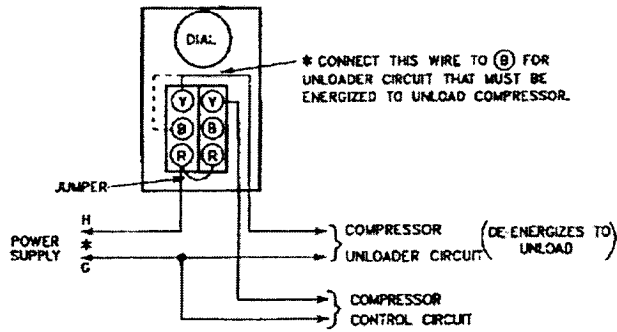 DIAL
* CONNECT THIS WIRE TO B FOR
UNLOADER CIRCUIT THAT MUST BE
ENERGIZED TO UNLOAD COMPRESSOR.
Y Y
B B
R R
JUMPER
H
POWER SUPPLY
*
G
COMPRESSOR
UNLOADER CIRCUIT
(DE-ENERGIZES TO
UNLOAD)
COMPRESSOR
CONTROL CIRCUIT